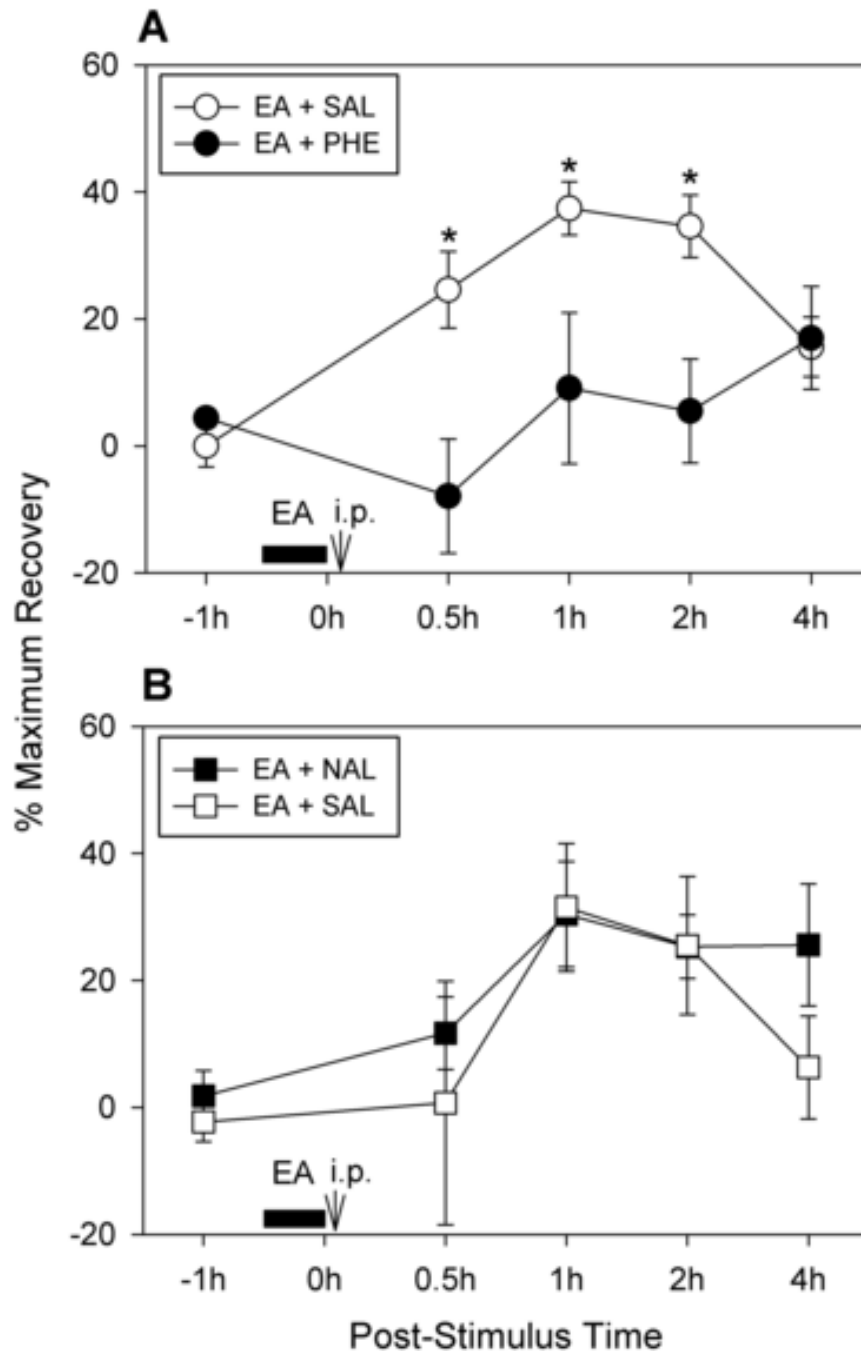 A
60
EA + SAL
EA + PHE
*
*
*
40
20
0
-20
EA i.p.
-1h 0h 0.5h 1h 2h 4h
% Maximum Recovery
B
60
EA + NAL
EA + SAL
40
20
0
-20
EA i.p.
-1h 0h 0.5h 1h 2h 4h
Post-Stimulus Time